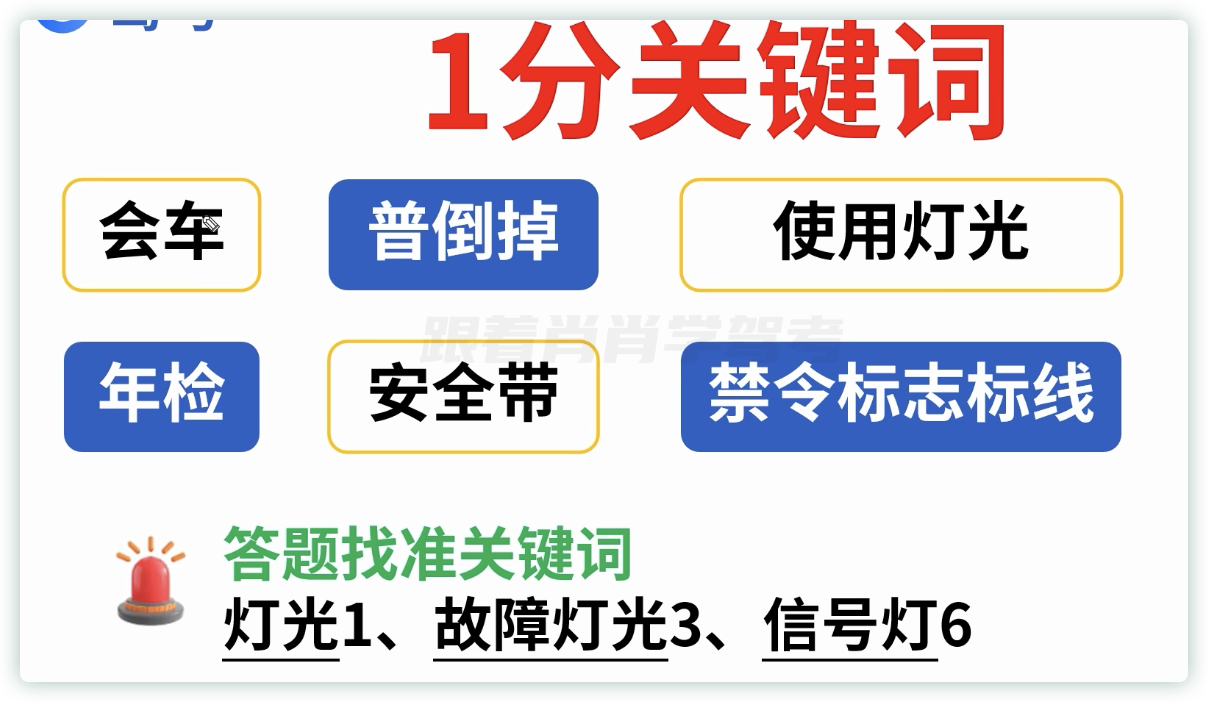 1分关键词
会车 普倒掉 使用灯光
跟着肖肖学驾考
年检 安全带 禁令标志标线
答题找准关键词
灯光1、故障灯光3、信号灯6